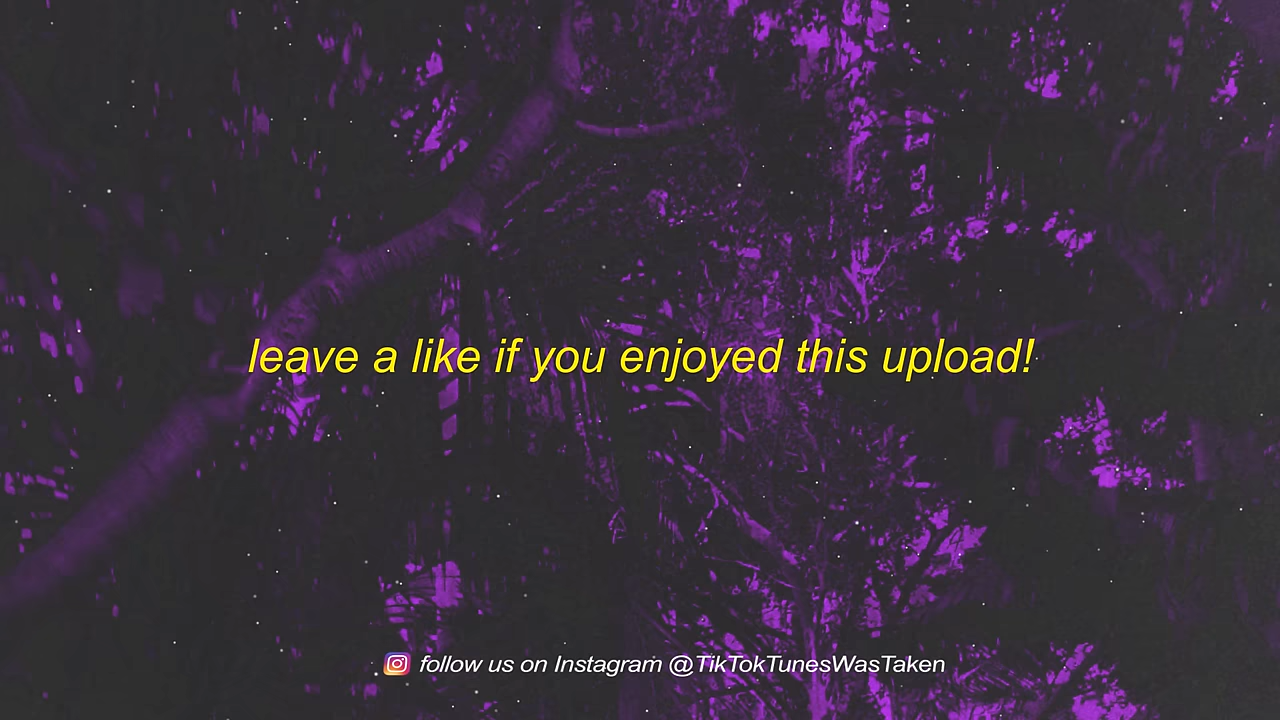 leave a like if you enjoyed this upload!
follow us on Instagram @TikTokTunesWasTaken